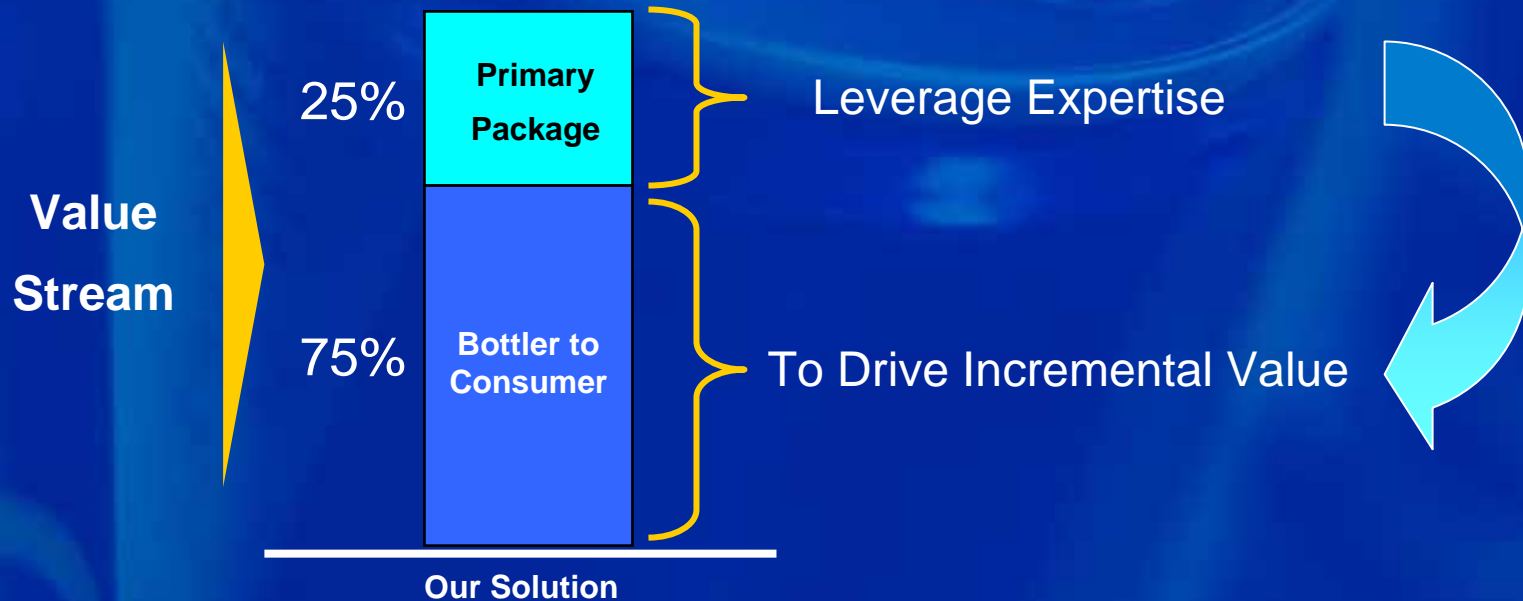 Value
Stream
25%
Primary
Package
Leverage Expertise
75%
Bottler to
Consumer
To Drive Incremental Value
Our Solution